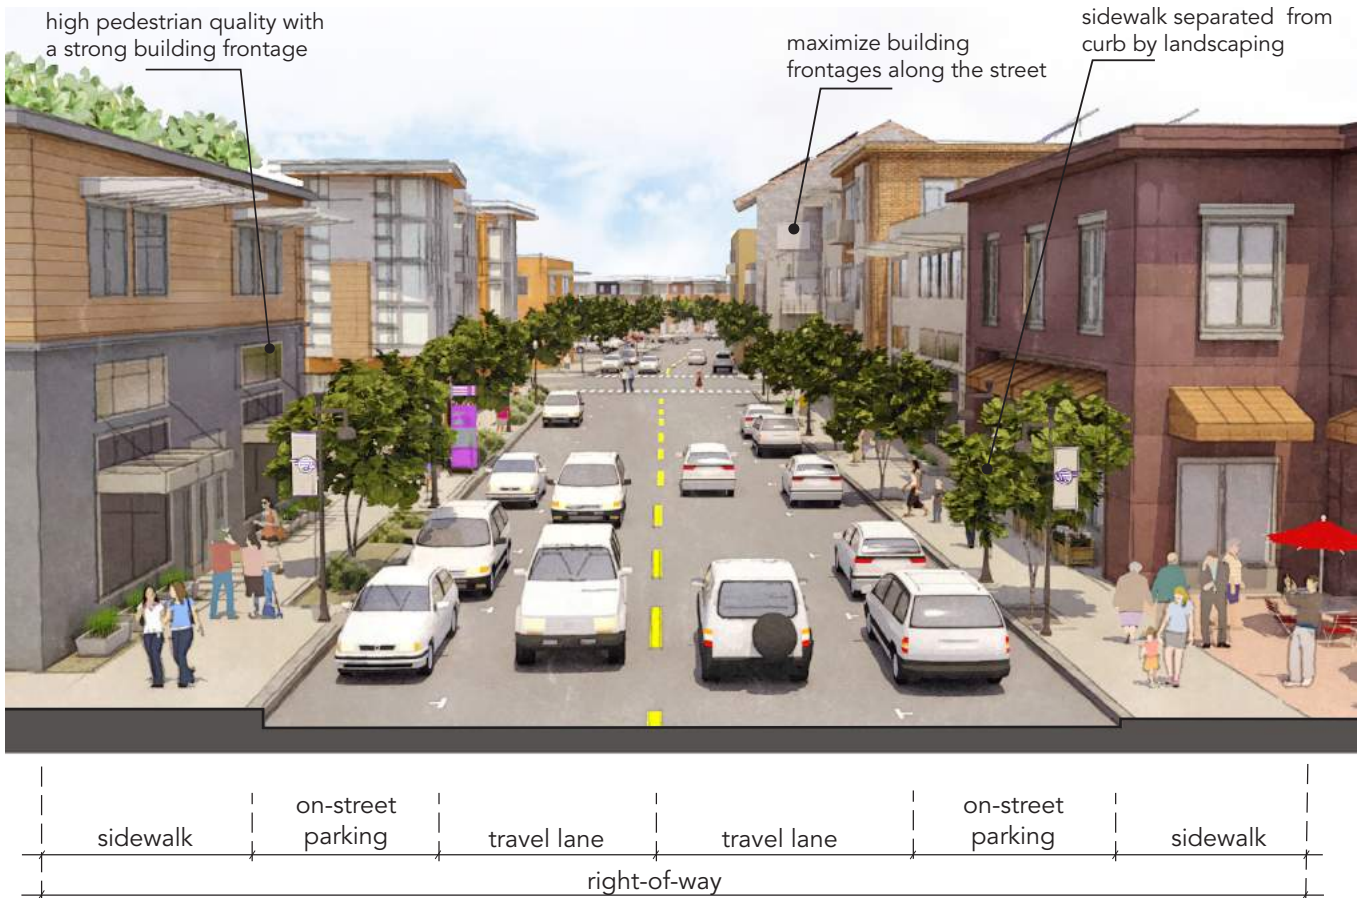 high pedestrian quality with
a strong building frontage
maximize building
frontages along the street
sidewalk separated from
curb by landscaping
sidewalk
on-street
parking
travel lane
travel lane
on-street
parking
sidewalk
right-of-way